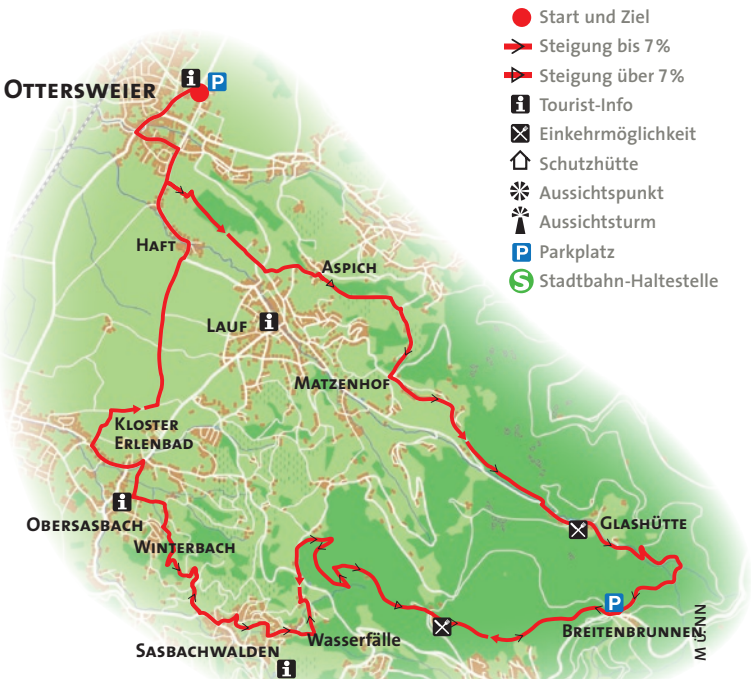 Start und Ziel
Steigung bis 7 %
Steigung über 7 %
i Tourist-Info
Einkehrmöglichkeit
Schutzhütte
Aussichtspunkt
Aussichtsturm
P Parkplatz
S Stadtbahn-Haltestelle
i P
OTTERSWEIER
HAFT
ASPICH
LAUF i
MATZENHOF
KLOSTER
ERLENBAD
i
OBERSASBACH
GLASHÜTTE
WINTERBACH
P
BREITENBRUNNEN
Wasserfälle
SASBACHWALDEN
i